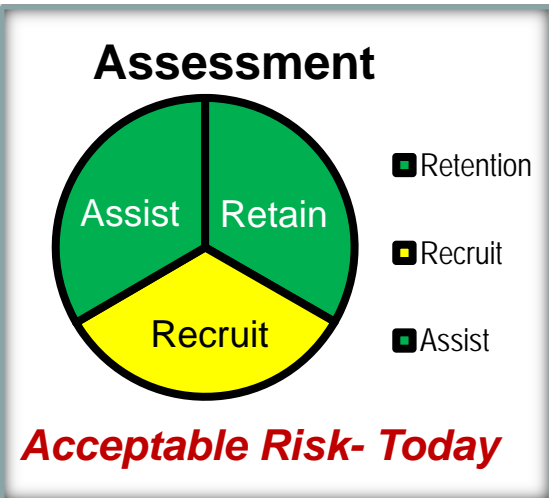 Assessment
Assist
Retain
Recruit
Retention
Recruit
Assist
Acceptable Risk- Today